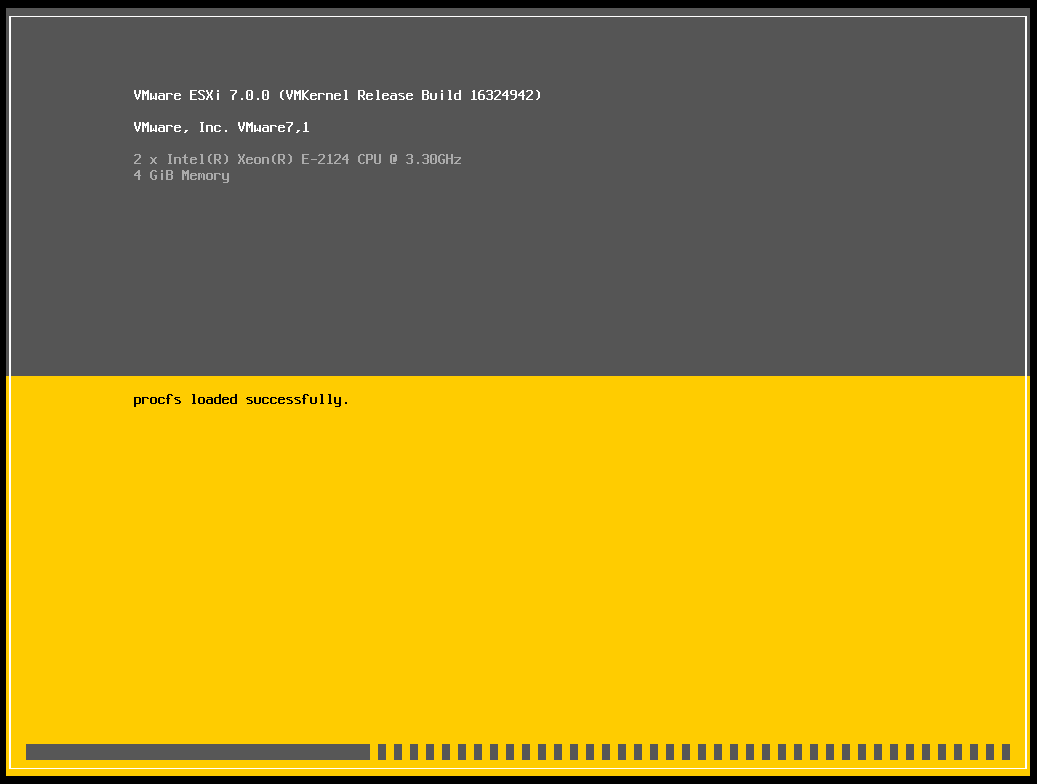 VMware ESXi 7.0.0 (VMKernel Release Build 16324942)
VMware, Inc. VMware7,1
2 x Intel(R) Xeon(R) E-2124 CPU @ 3.30GHz
4 GiB Memory
procfs loaded successfully.